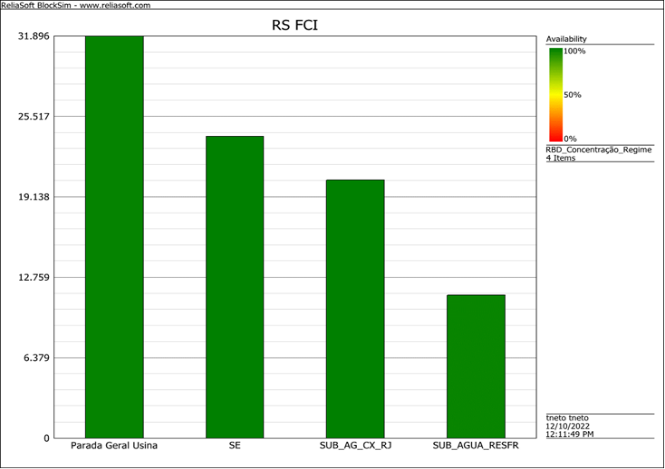 ReliaSoft BlockSim - www.reliasoft.com
RS FCI
31.896
25.517
19.138
12.759
6.379
0
Parada Geral Usina
SE
SUB_AG_CX_RJ
SUB_AGUA_RESFR
Availability
100%
50%
0%
RBD_Concentração_Regime
4 Items
tneto tneto
12/10/2022
12:11:49 PM